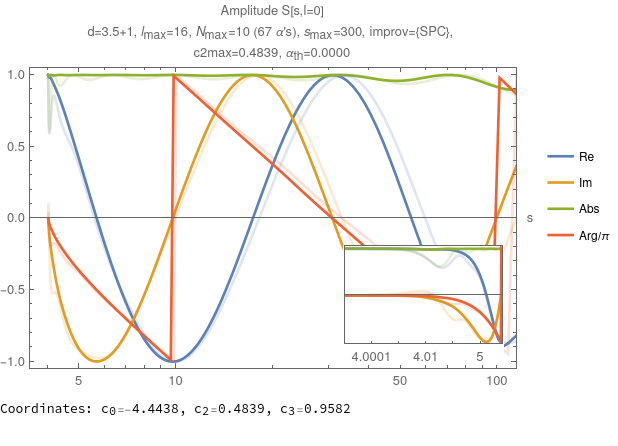 Amplitude S[s,l=0]
d=3.5+1, lmax=16, Nmax=10 (67 α's), smax=300, improv={SPC},
c2max=0.4839, αth=0.0000
1.0
0.5
0.0
-0.5
-1.0
5
10
50
100
s
4.0001
4.01
5
Re
Im
Abs
Arg/π
Coordinates: c0=-4.4438, c2=0.4839, c3=0.9582